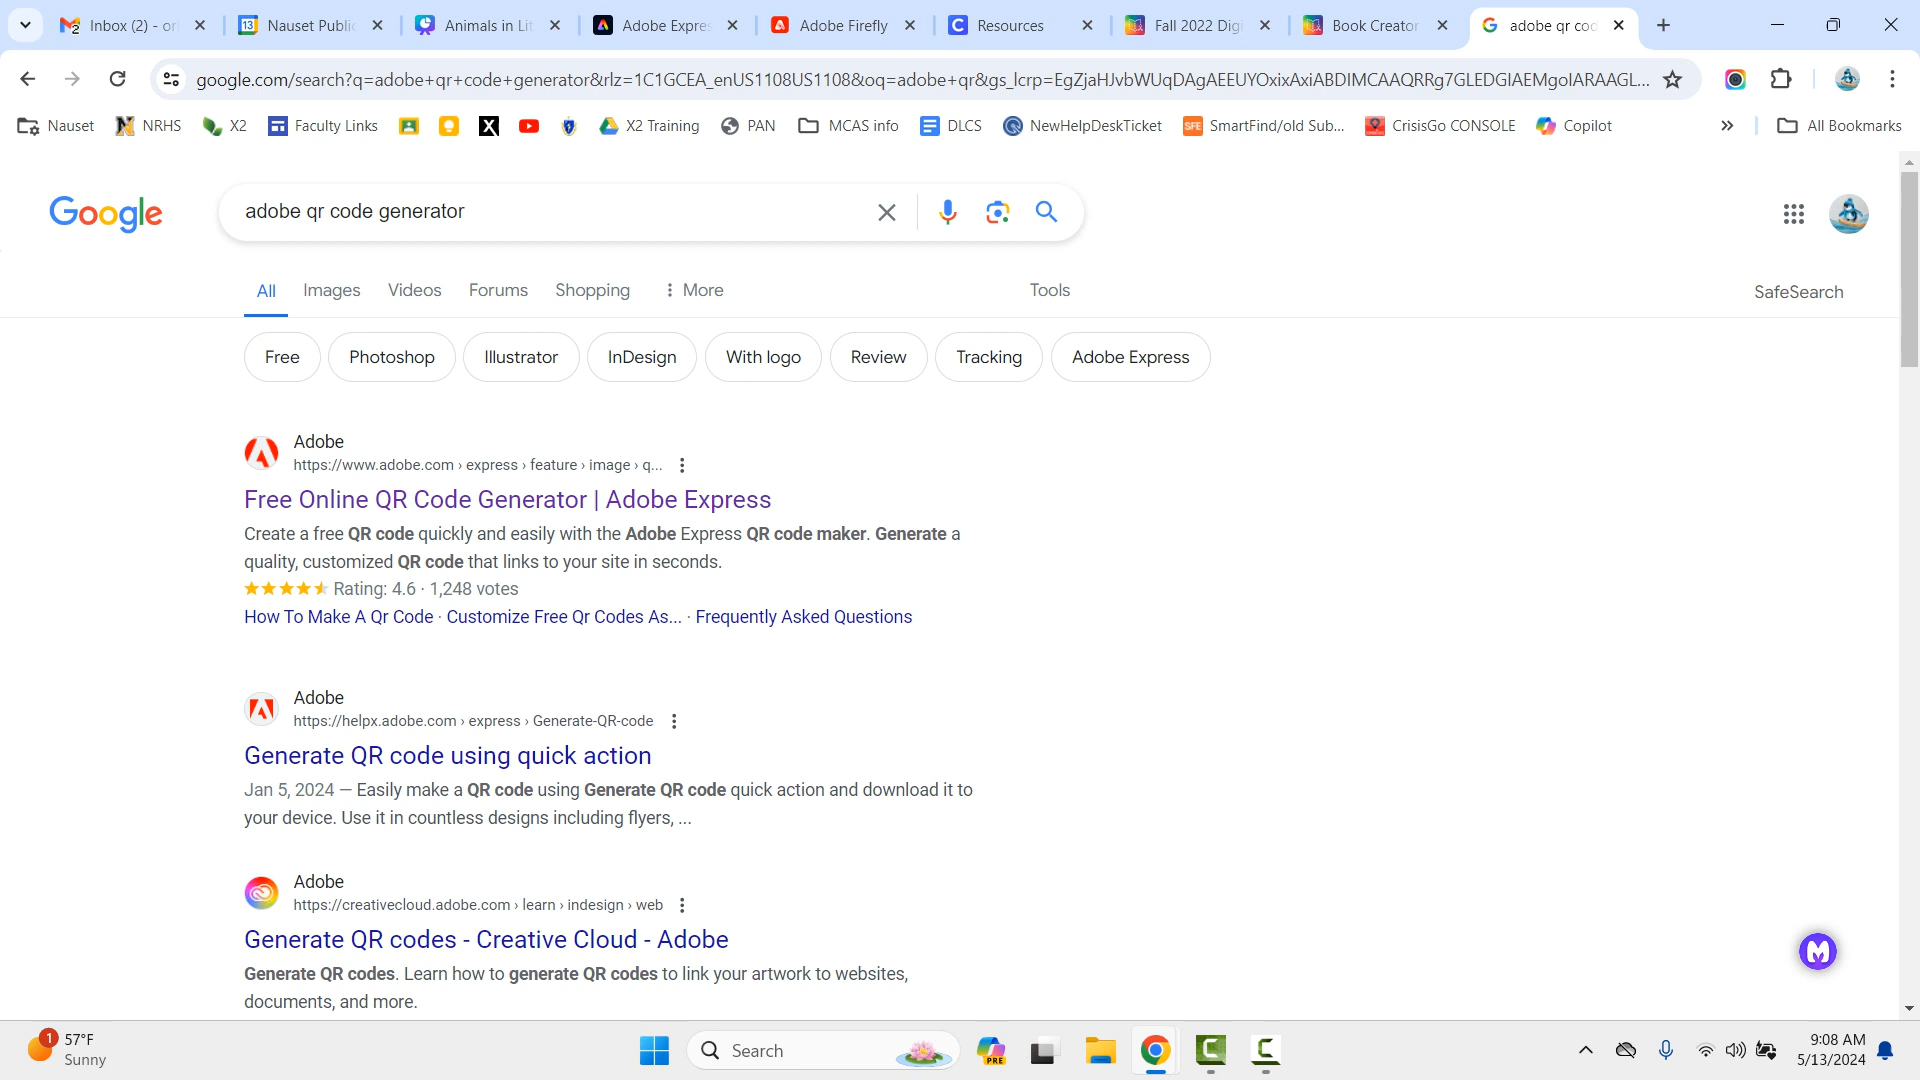 Inbox (2) - or
Nauset Public
Animals in Lit
Adobe Expres
Adobe Firefly
Resources
Fall 2022 Digi
Book Creator
adobe qr cod
google.com/search?q=adobe+qr+code+generator&rlz=1C1GCEA_enUS1108US1108&oq=adobe+qr&gs_lcrp=EgZjaHJvbWUqDAgAEEUYOxixAxiABDIMCAAQRRg7GLEDGIAEMgoIARAAGL...
Nauset
NRHS
X2
Faculty Links
X2 Training
PAN
MCAS info
DLCS
NewHelpDeskTicket
SmartFind/old Sub...
CrisisGo CONSOLE
Copilot
All Bookmarks
Google
adobe qr code generator
All
Images
Videos
Forums
Shopping
More
Tools
SafeSearch
Free
Photoshop
Illustrator
InDesign
With logo
Review
Tracking
Adobe Express
Adobe
https://www.adobe.com › express › feature › image › q...
Free Online QR Code Generator | Adobe Express
Create a free QR code quickly and easily with the Adobe Express QR code maker. Generate a
quality, customized QR code that links to your site in seconds.
Rating: 4.6 · 1,248 votes
How To Make A Qr Code · Customize Free Qr Codes As... · Frequently Asked Questions
Adobe
https://helpx.adobe.com › express › Generate-QR-code
Generate QR code using quick action
Jan 5, 2024 — Easily make a QR code using Generate QR code quick action and download it to
your device. Use it in countless designs including flyers, ...
Adobe
https://creativecloud.adobe.com › learn › indesign › web
Generate QR codes - Creative Cloud - Adobe
Generate QR codes. Learn how to generate QR codes to link your artwork to websites,
documents, and more.
1
57°F
Sunny
Search
PRE
9:08 AM
5/13/2024